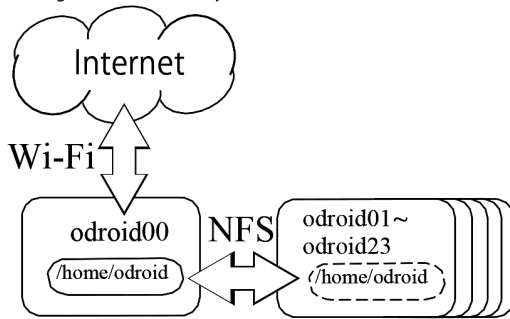 Internet
Wi-Fi
odroid00
/home/odroid
NFS
odroid01~
odroid23
/home/odroid